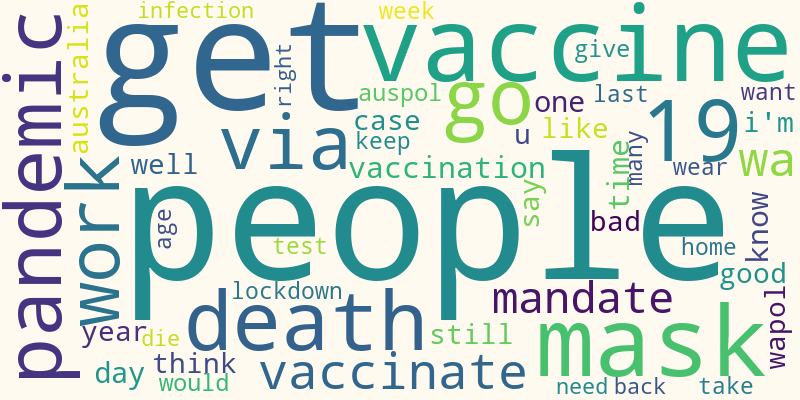 infection
week
pandemic
australia
get
vaccine
right
give
auspol
go
one
last
want
case
via
keep
u
like
many
19
i'm
work
well
vaccination
time
wear
wa
people
age
say
bad
know
test
home
good
lockdown
mandate
wapol
year
die
death
still
mask
day
think
would
vaccinate
need
back
take